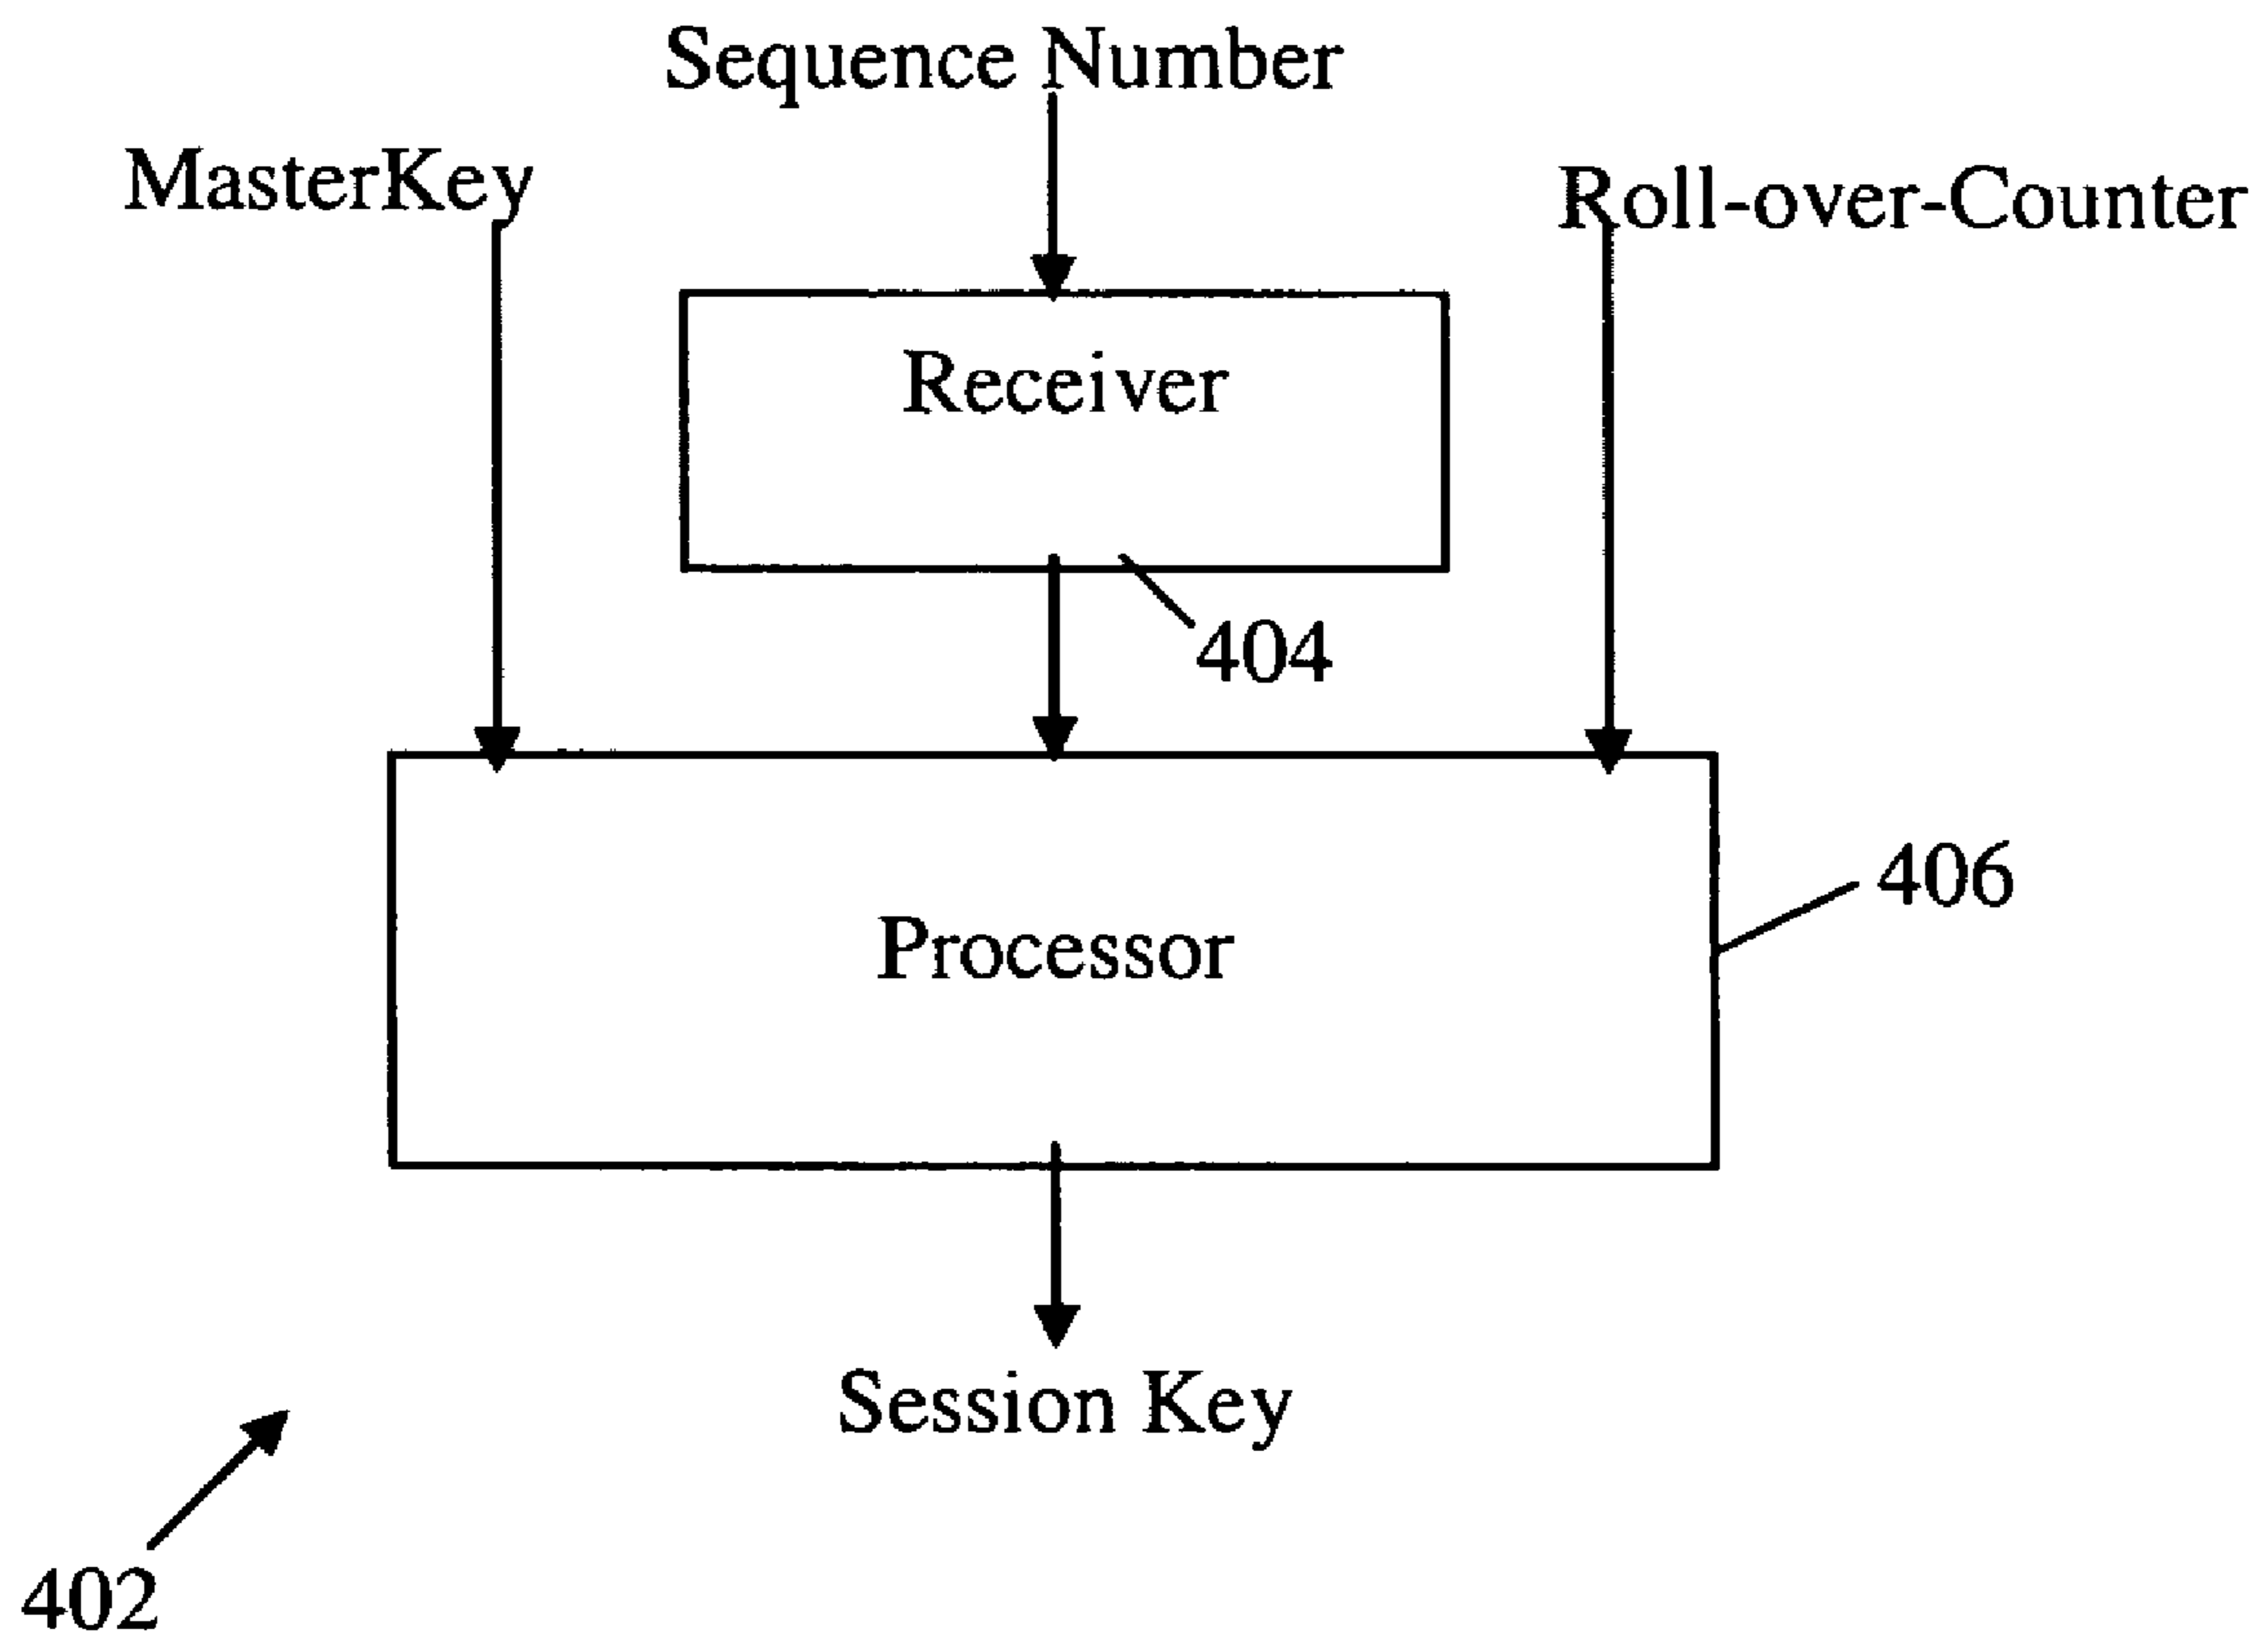 Sequence Number
MasterKey
Roll-over-Counter
Receiver
404
Processor
406
Session Key
402